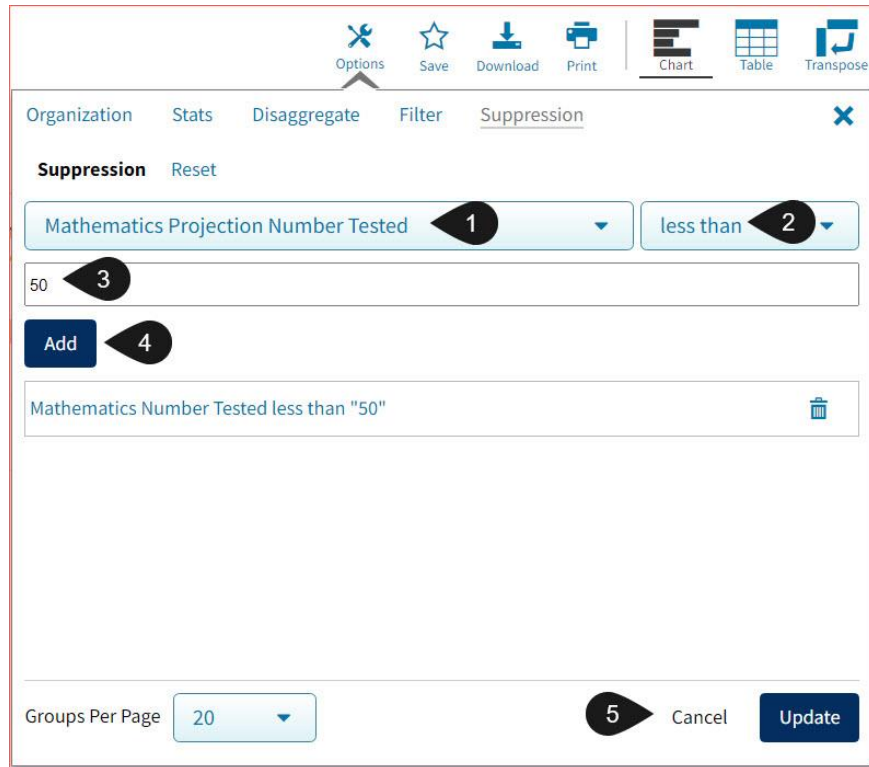 Options Save Download Print Chart Table Transpose
Organization Stats Disaggregate Filter Suppression
Suppression Reset
Mathematics Projection Number Tested 1 less than 2
50 3
Add 4
Mathematics Number Tested less than "50"
Groups Per Page 20 5 Cancel Update